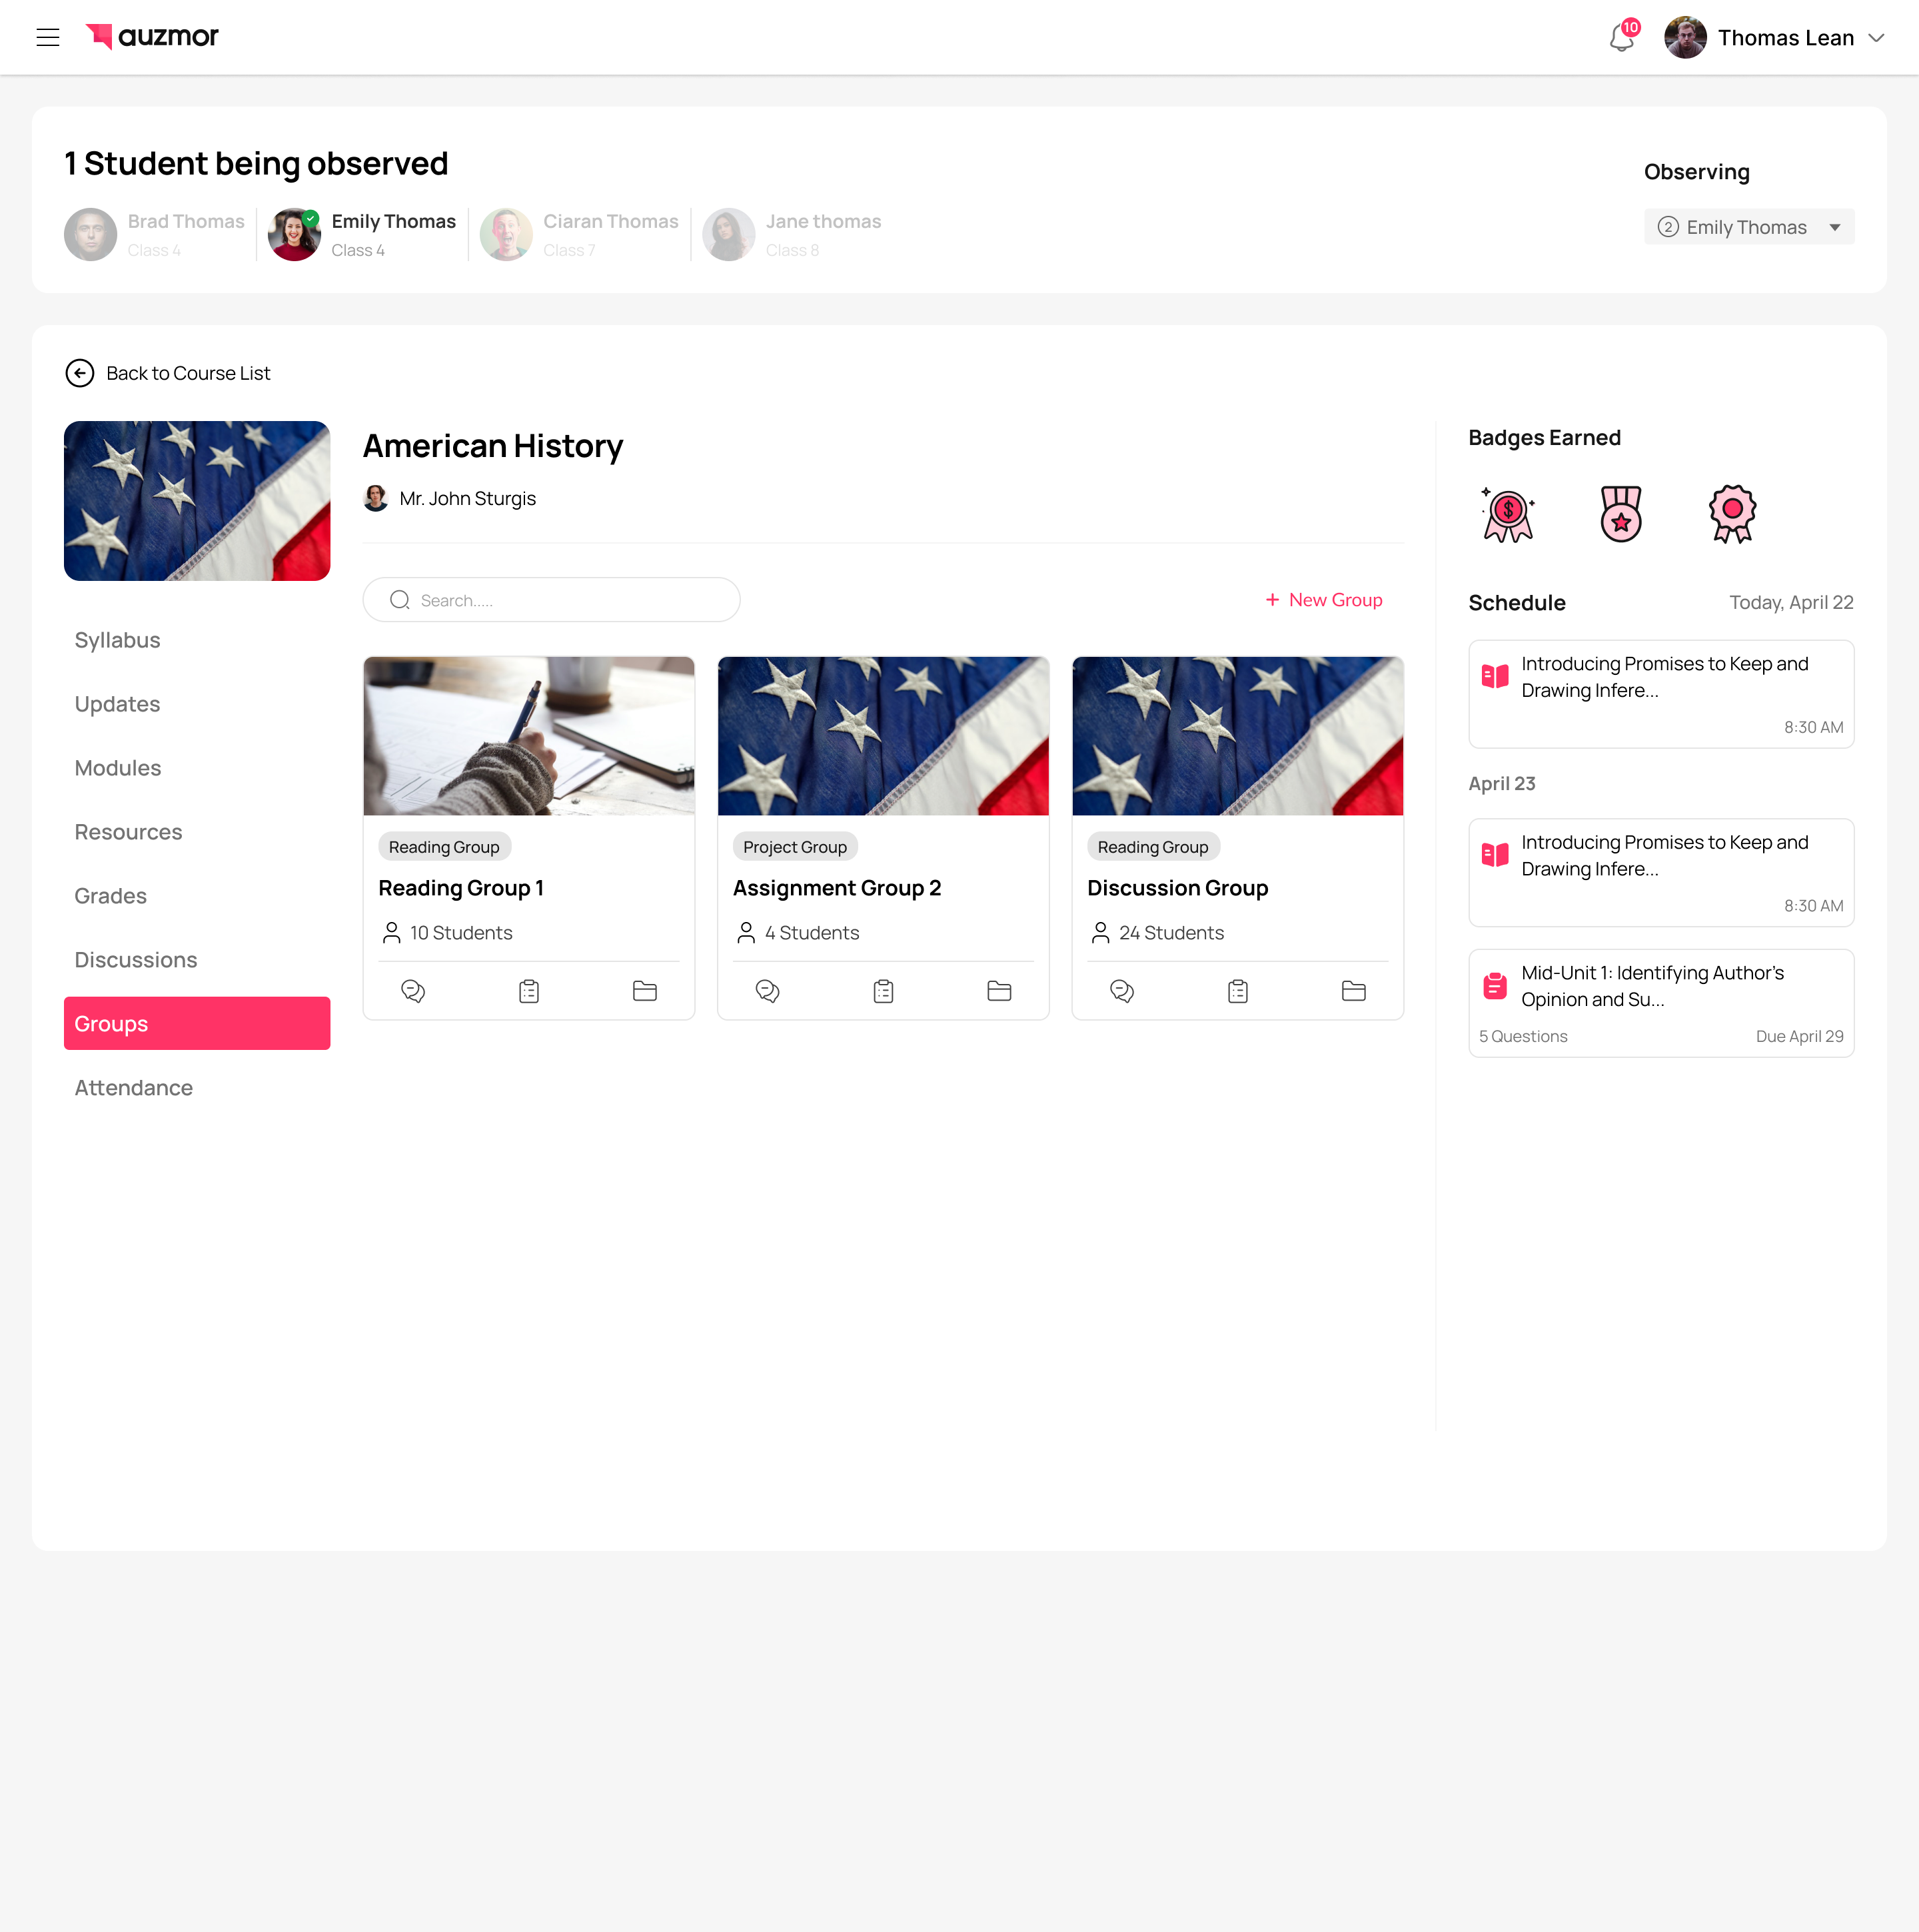 auzmor
10
Thomas Lean
1 Student being observed
Brad Thomas
Class 4
Emily Thomas
Class 4
Ciaran Thomas
Class 7
Jane thomas
Class 8
Observing
2 Emily Thomas
Back to Course List
American History
Mr. John Sturgis
Search.....
+ New Group
Syllabus
Updates
Modules
Resources
Grades
Discussions
Groups
Attendance
Reading Group
Reading Group 1
10 Students
Project Group
Assignment Group 2
4 Students
Reading Group
Discussion Group
24 Students
Badges Earned
$
Schedule
Today, April 22
Introducing Promises to Keep and
Drawing Infere...
8:30 AM
April 23
Introducing Promises to Keep and
Drawing Infere...
8:30 AM
Mid-Unit 1: Identifying Author's
Opinion and Su...
5 Questions
Due April 29